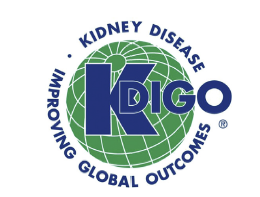 • KIDNEY DISEASE
IMPROVING GLOBAL OUTCOMES
KDIGO
®